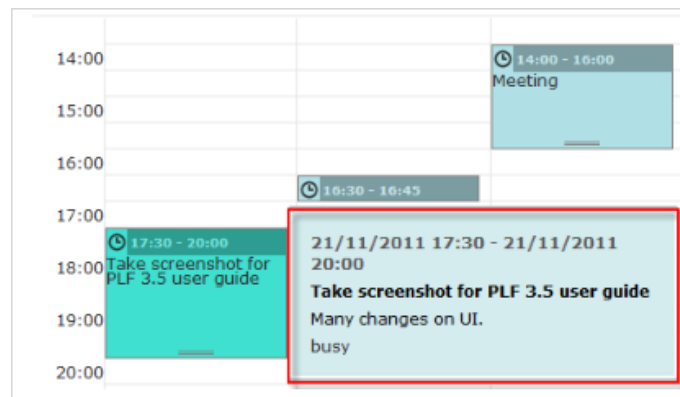 14:00
14:00 - 16:00
Meeting
15:00
16:00
16:30 - 16:45
17:00
17:30 - 20:00
Take screenshot for
PLF 3.5 user guide
18:00
19:00
20:00
21/11/2011 17:30 - 21/11/2011
20:00
Take screenshot for PLF 3.5 user guide
Many changes on UI.
busy